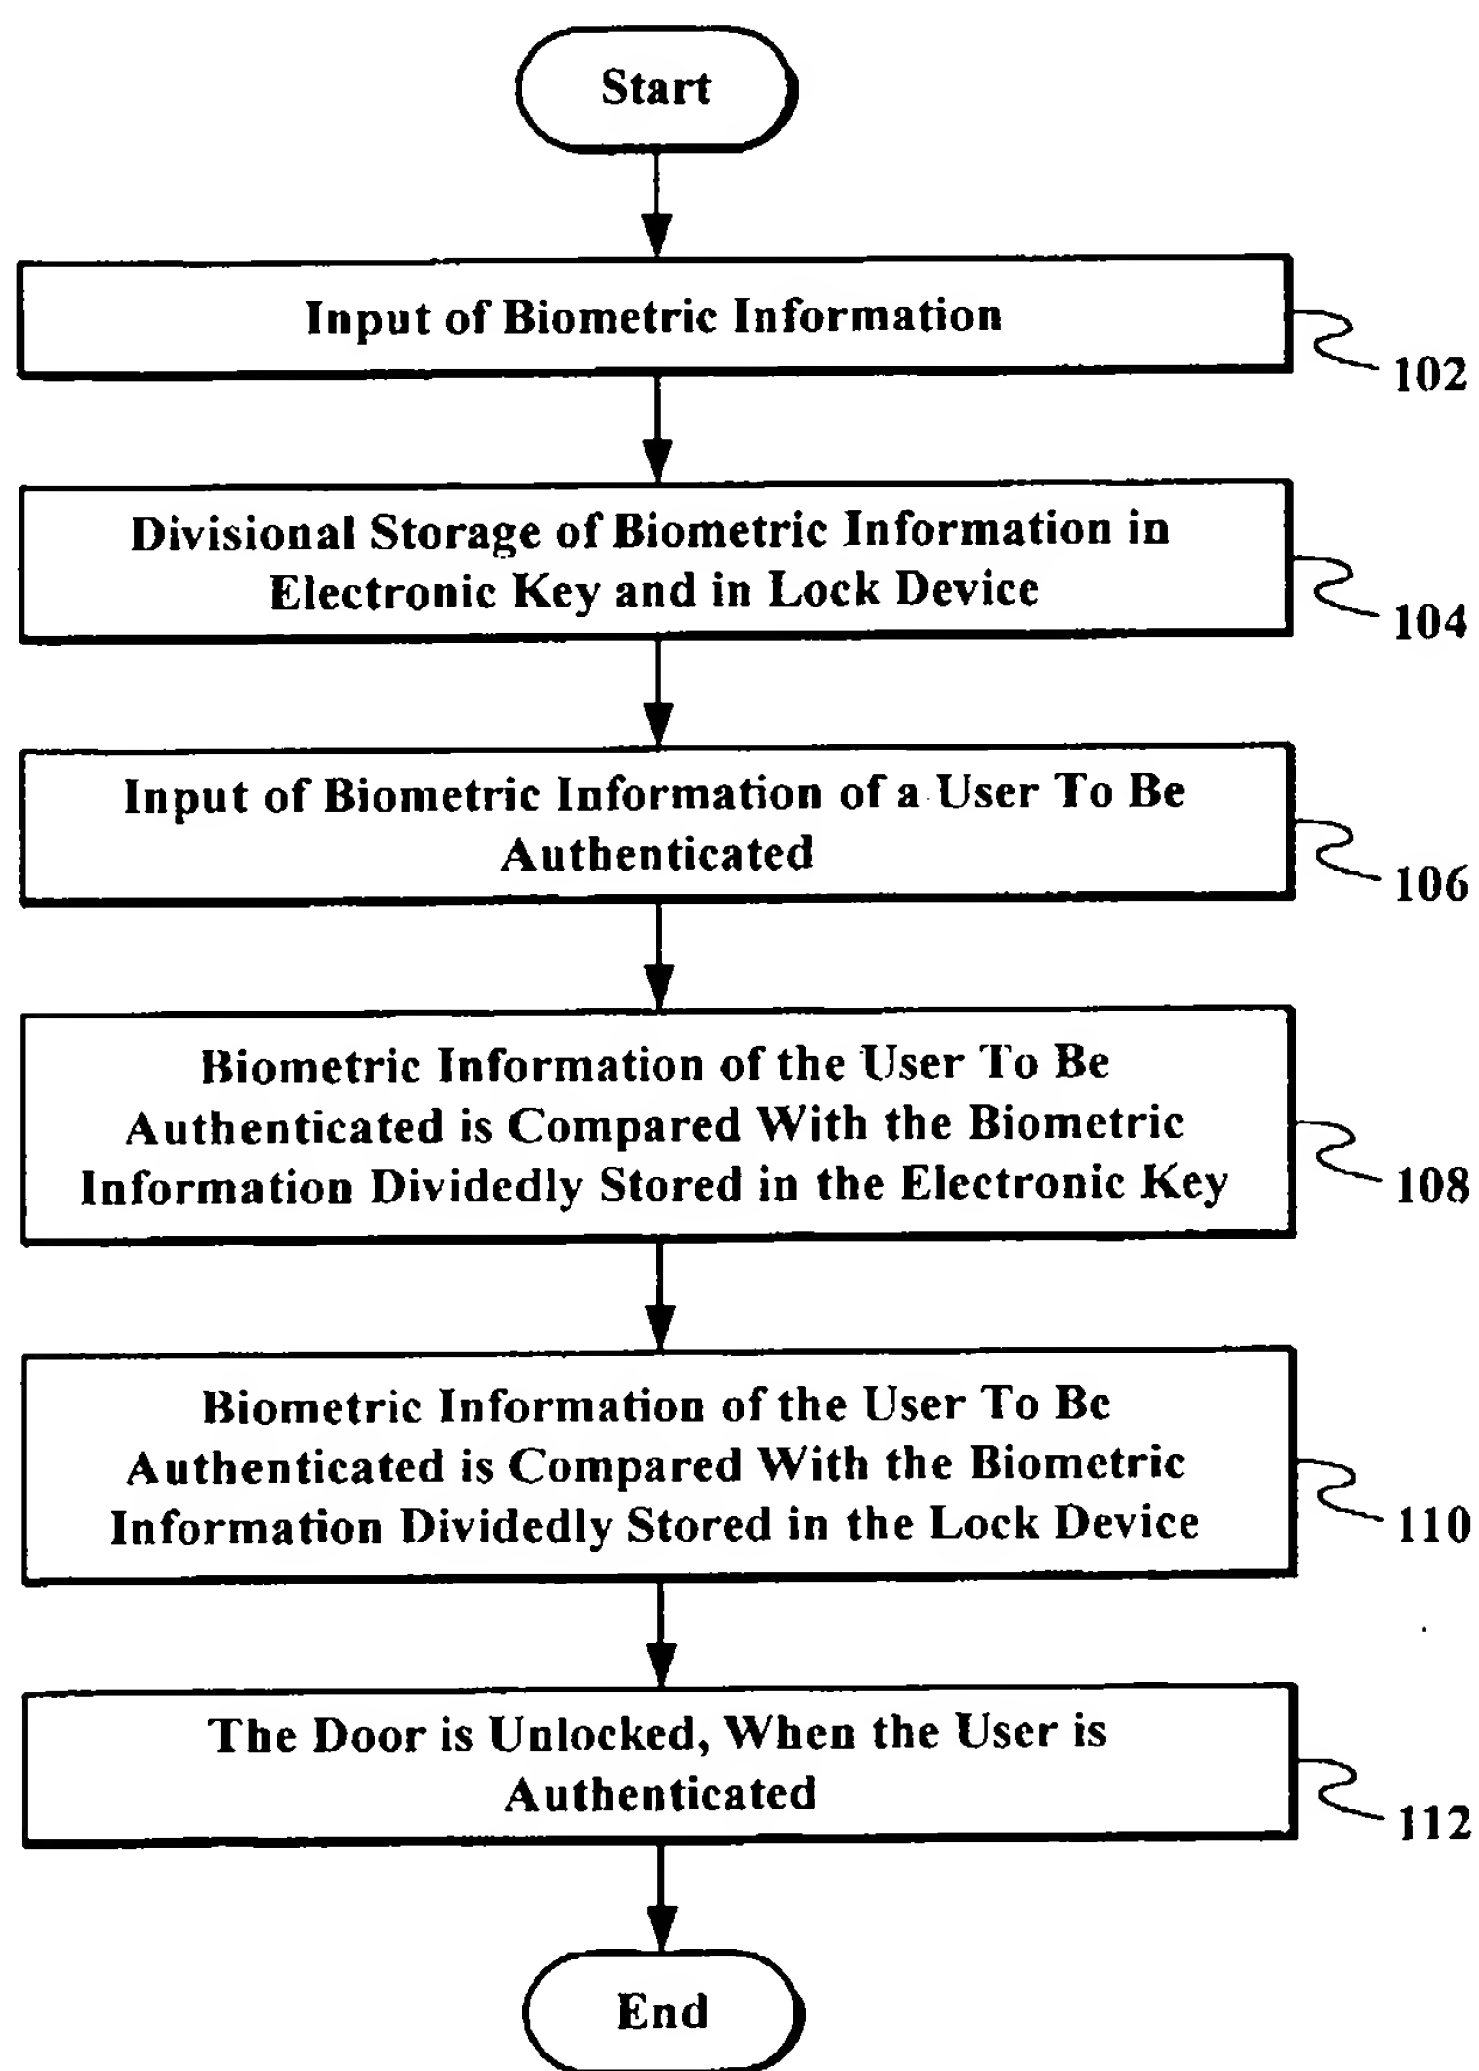 Start
Input of Biometric Information
102
Divisional Storage of Biometric Information in
Electronic Key and in Lock Device
104
Input of Biometric Information of a User To Be
Authenticated
106
Biometric Information of the User To Be
Authenticated is Compared With the Biometric
Information Dividedly Stored in the Electronic Key
108
Biometric Information of the User To Be
Authenticated is Compared With the Biometric
Information Dividedly Stored in the Lock Device
110
The Door is Unlocked, When the User is
Authenticated
112
End